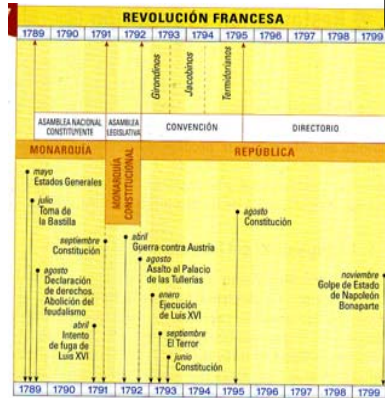 REVOLUCIÓN FRANCESA
1789 1790 1791 1792 1793 1794 1795 1796 1797 1798 1799
Girondinos
Jacobinos
Termidorianos
ASAMBLEA NACIONAL
CONSTITUYENTE
ASAMBLEA
LEGISLATIVA
CONVENCIÓN
DIRECTORIO
MONARQUÍA
MONARQUÍA
CONSTITUCIONAL
REPÚBLICA
mayo
Estados Generales
julio
Toma de
la Bastilla
septiembre
Constitución
agosto
Declaración
de derechos.
Abolición del
feudalismo
abril
Intento
de fuga de
Luis XVI
abril
Guerra contra Austria
agosto
Asalto al Palacio
de las Tullerías
enero
Ejecución
de Luis XVI
septiembre
El Terror
junio
Constitución
agosto
Constitución
noviembre
Golpe de Estado
de Napoleón
Bonaparte
1789 1790 1791 1792 1793 1794 1795 1796 1797 1798 1799